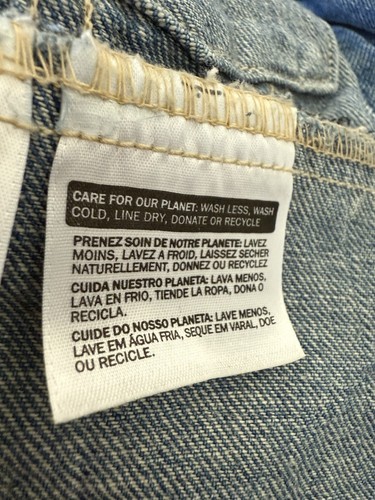 CARE FOR OUR PLANET: WASH LESS, WASH
COLD, LINE DRY, DONATE OR RECYCLE
PRENEZ SOIN DE NOTRE PLANETE: LAVEZ
MOINS, LAVEZ A FROID, LAISSEZ SECHER
NATURELLEMENT, DONNEZ OU RECYCLEZ
CUIDA NUESTRO PLANETA: LAVA MENOS,
LAVA EN FRIO, TIENDE LA ROPA, DONA O
RECICLA.
CUIDE DO NOSSO PLANETA: LAVE MENOS,
LAVE EM ÁGUA FRIA, SEQUE EM VARAL, DOE
OU RECICLE.